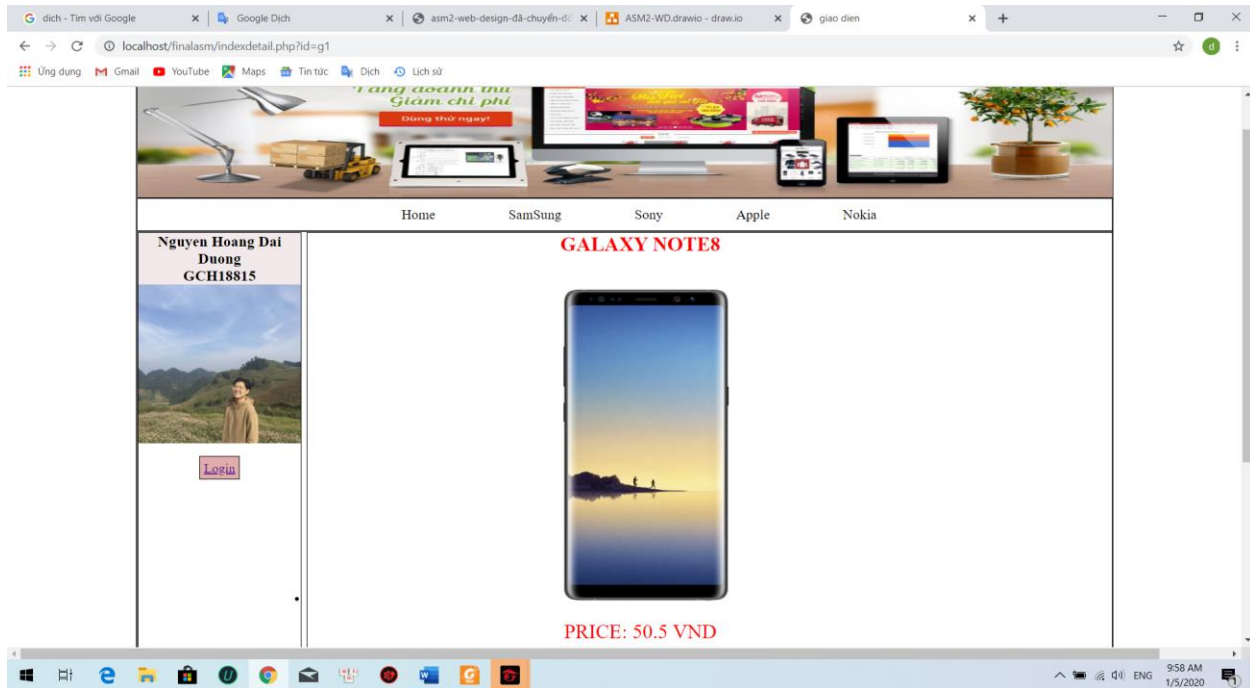 dich - Tìm với Google
Google Dịch
asm2-web-design-đã-chuyển-đổ
ASM2-WD.drawio - draw.io
giao dien
localhost/finalasm/indexdetail.php?id=g1
d
Ứng dụng Gmail YouTube Maps Tin tức Dịch Lịch sử
Tăng doanh thu
Giảm chi phí
Dùng thử ngay!
Home SamSung Sony Apple Nokia
Nguyen Hoang Dai
Duong
GCH18815
Login
GALAXY NOTE8
PRICE: 50.5 VND
ENG
9:58 AM
1/5/2020